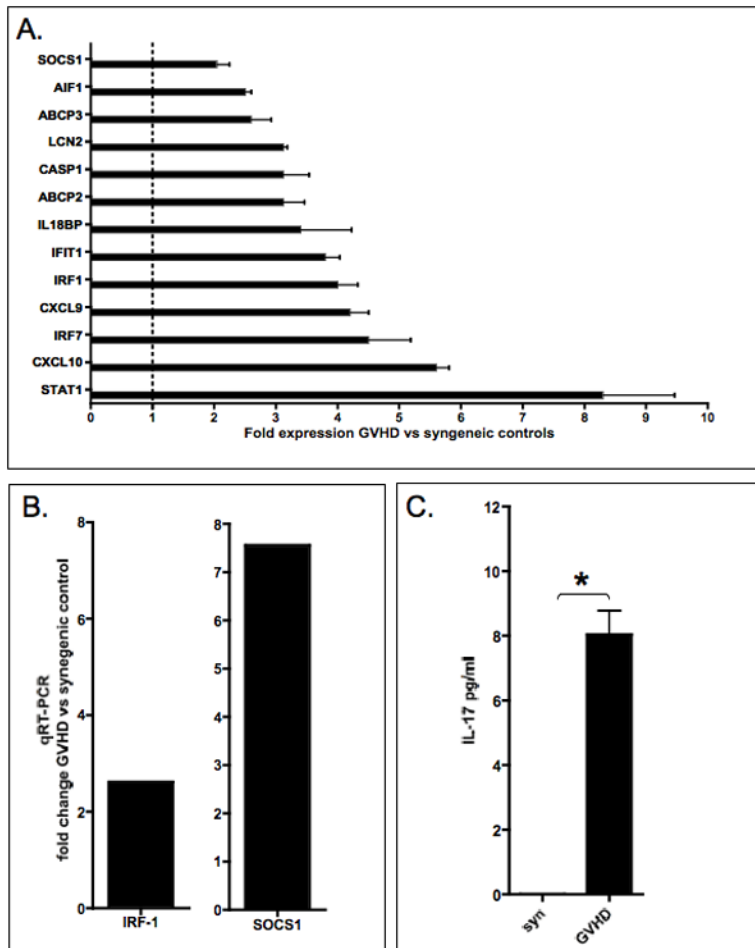 A.
SOCS1
AIF1
ABCP3
LCN2
CASP1
ABCP2
IL18BP
IFIT1
IRF1
CXCL9
IRF7
CXCL10
STAT1
0 1 2 3 4 5 6 7 8 9 10
Fold expression GVHD vs syngeneic controls
B.
qRT-PCR
fold change GVHD vs synegenic control
8
6
4
2
0
IRF-1
8
7
6
5
4
3
2
1
0
SOCS1
C.
IL-17 pg/ml
12
10
8
6
4
2
0
*
syn
GVHD